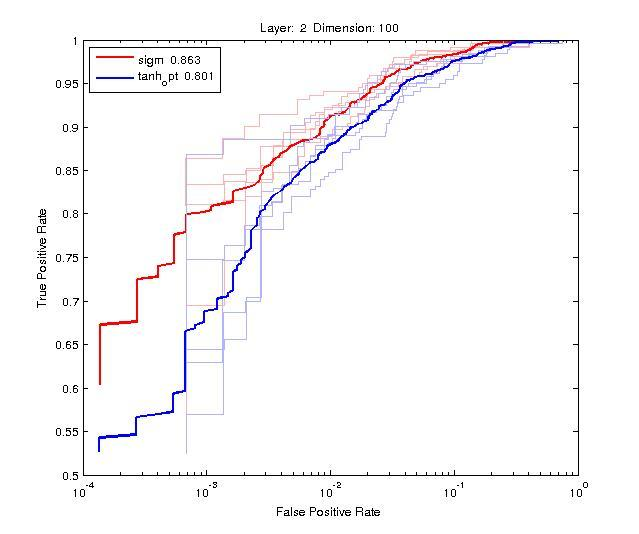 Layer: 2 Dimension: 100
sigm 0.863
tanh_opt 0.801
1
0.95
0.9
0.85
0.8
0.75
0.7
0.65
0.6
0.55
0.5
True Positive Rate
10^-4 10^-3 10^-2 10^-1 10^0
False Positive Rate